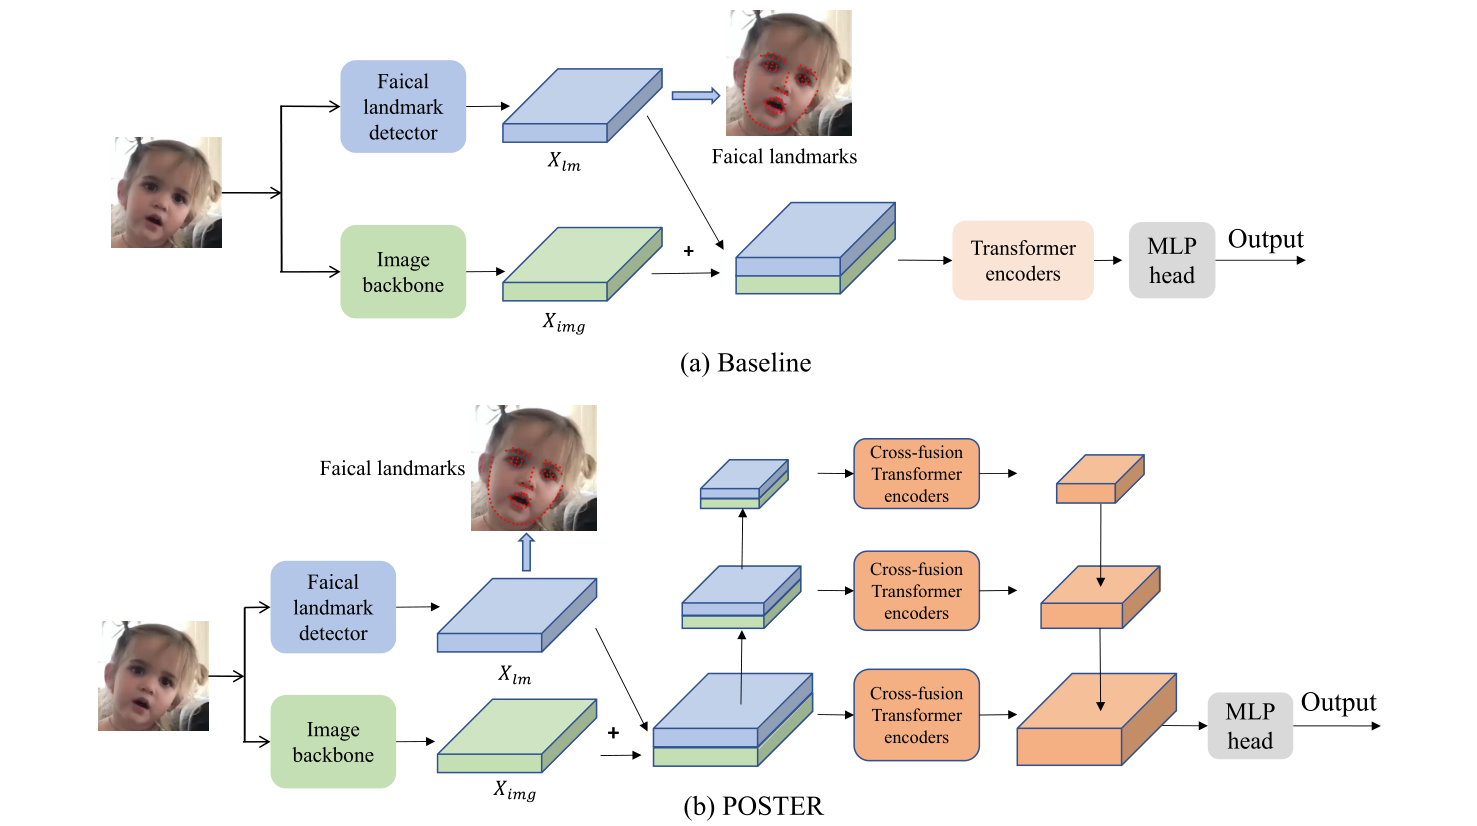 Faical
landmark
detector
X_lm
Faical landmarks
Image
backbone
X_img
+
Transformer
encoders
MLP
head
Output
(a) Baseline
Faical landmarks
Faical
landmark
detector
X_lm
Image
backbone
X_img
+
Cross-fusion
Transformer
encoders
Cross-fusion
Transformer
encoders
Cross-fusion
Transformer
encoders
MLP
head
Output
(b) POSTER